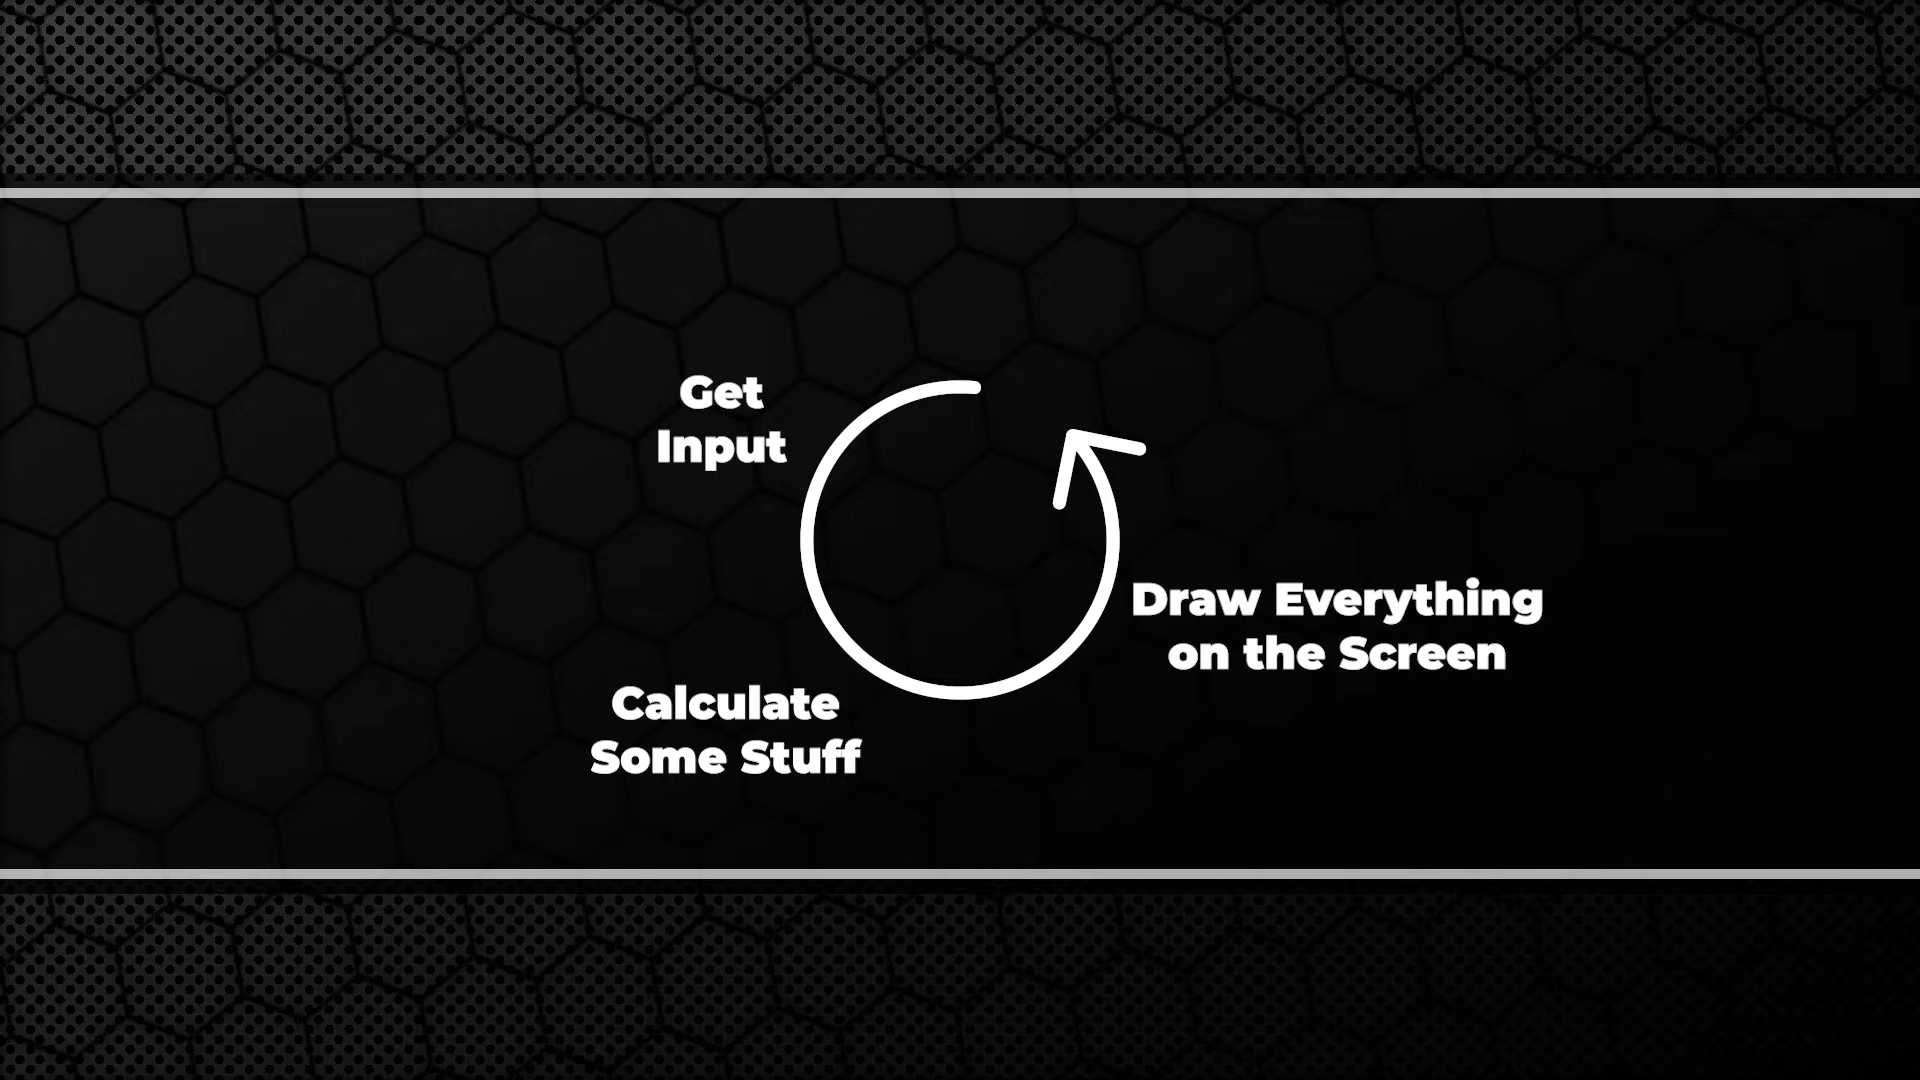 Get
Input
Calculate
Some Stuff
Draw Everything
on the Screen